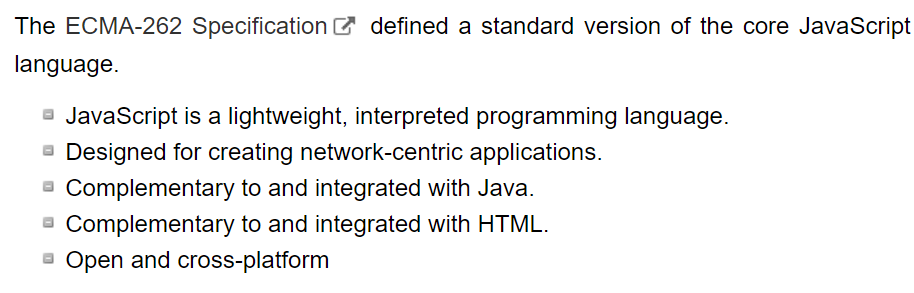 The ECMA-262 Specification defined a standard version of the core JavaScript
language.
JavaScript is a lightweight, interpreted programming language.
Designed for creating network-centric applications.
Complementary to and integrated with Java.
Complementary to and integrated with HTML.
Open and cross-platform